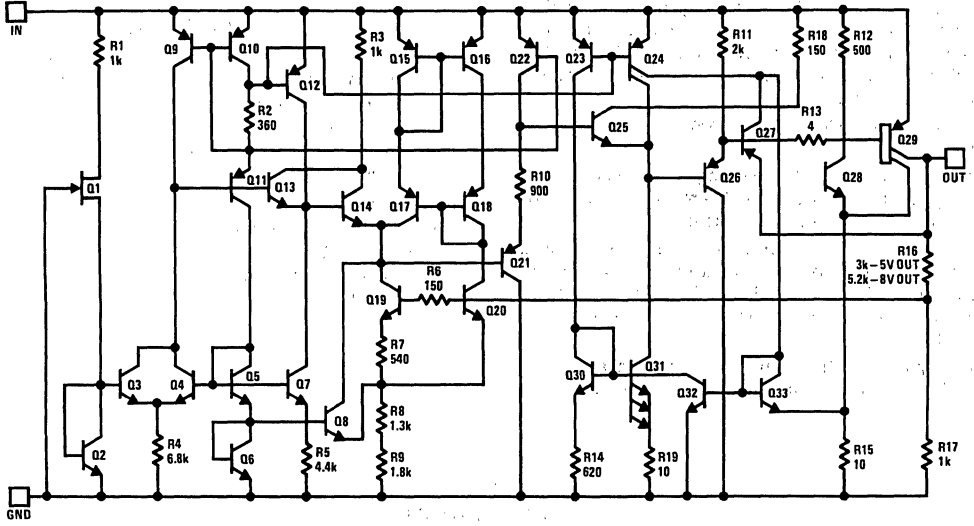 IN
R1
1k
Q9
Q10
R2
360
Q12
R3
1k
Q15
Q16
Q22
Q23
Q24
R11
2k
R18
150
R12
500
R13
4
Q29
OUT
Q25
Q27
Q26
Q28
Q1
Q11
Q13
Q14
Q17
Q18
R10
900
Q21
R6
150
R16
3k–5V OUT
5.2k–8V OUT
Q19
Q20
R7
540
Q3
Q4
Q5
Q7
Q8
R8
1.3k
Q30
Q31
Q32
Q33
Q2
R4
6.8k
Q6
R5
4.4k
R9
1.8k
R14
620
R19
10
R15
10
R17
1k
GND